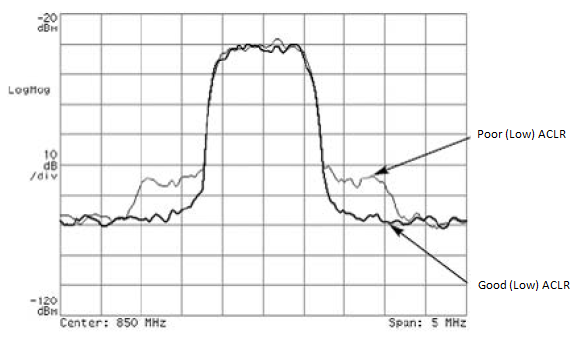 -20
dBm
LogMag
10
dB
/div
Poor (Low) ACLR
Good (Low) ACLR
-120
dBm
Center: 850 MHz
Span: 5 MHz